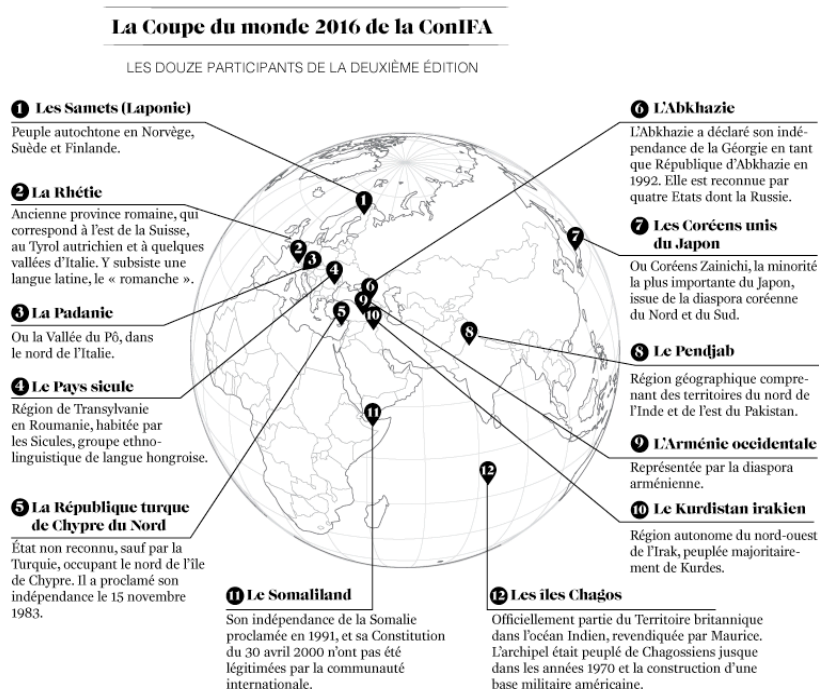 La Coupe du monde 2016 de la ConIFA
LES DOUZE PARTICIPANTS DE LA DEUXIÈME ÉDITION
1 Les Samets (Laponie)
Peuple autochtone en Norvège,
Suède et Finlande.
2 La Rhétie
Ancienne province romaine, qui
correspond à l'est de la Suisse,
au Tyrol autrichien et à quelques
vallées d'Italie. Y subsiste une
langue latine, le « romanche ».
3 La Padanie
Ou la Vallée du Pô, dans
le nord de l'Italie.
4 Le Pays sicule
Région de Transylvanie
en Roumanie, habitée par
les Sicules, groupe ethno-
linguistique de langue hongroise.
5 La République turque
de Chypre du Nord
État non reconnu, sauf par la
Turquie, occupant le nord de l'île
de Chypre. Il a proclamé son
indépendance le 15 novembre
1983.
6 L'Abkhazie
L'Abkhazie a déclaré son indé-
pendance de la Géorgie en tant
que République d'Abkhazie en
1992. Elle est reconnue par
quatre Etats dont la Russie.
7 Les Coréens unis
du Japon
Ou Coréens Zainichi, la minorité
la plus importante du Japon,
issue de la diaspora coréenne
du Nord et du Sud.
8 Le Pendjab
Région géographique compre-
nant des territoires du nord de
l'Inde et de l'est du Pakistan.
9 L'Arménie occidentale
Représentée par la diaspora
arménienne.
10 Le Kurdistan irakien
Région autonome du nord-ouest
de l'Irak, peuplée majoritaire-
ment de Kurdes.
11 Le Somaliland
Son indépendance de la Somalie
proclamée en 1991, et sa Constitution
du 30 avril 2000 n'ont pas été
légitimées par la communauté
internationale.
12 Les îles Chagos
Officiellement partie du Territoire britannique
dans l'océan Indien, revendiquée par Maurice.
L'archipel était peuplé de Chagossiens jusque
dans les années 1970 et la construction d'une
base militaire américaine.
1
2
3
4
5
6
9
10
7
8
11
12